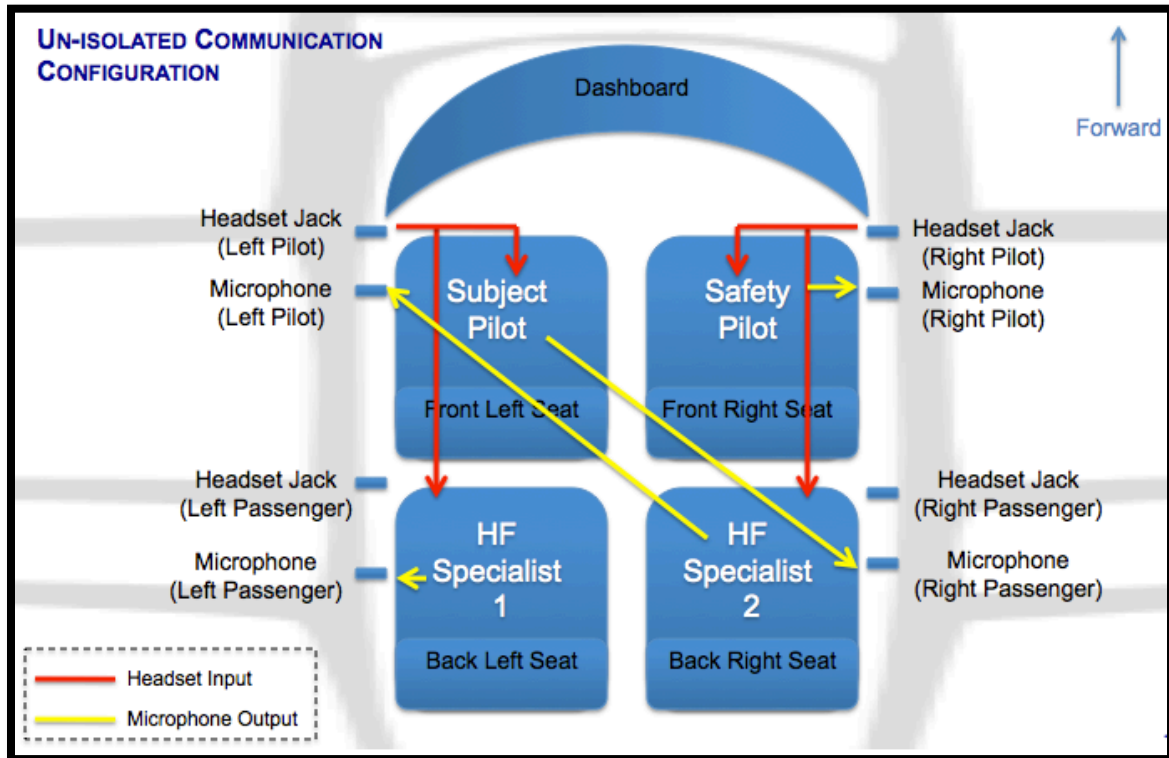 UN-ISOLATED COMMUNICATION
CONFIGURATION
Dashboard
Forward
Headset Jack
(Left Pilot)
Microphone
(Left Pilot)
Subject
Pilot
Front Left Seat
Safety
Pilot
Front Right Seat
Headset Jack
(Right Pilot)
Microphone
(Right Pilot)
Headset Jack
(Left Passenger)
Microphone
(Left Passenger)
HF
Specialist
1
Back Left Seat
HF
Specialist
2
Back Right Seat
Headset Jack
(Right Passenger)
Microphone
(Right Passenger)
Headset Input
Microphone Output